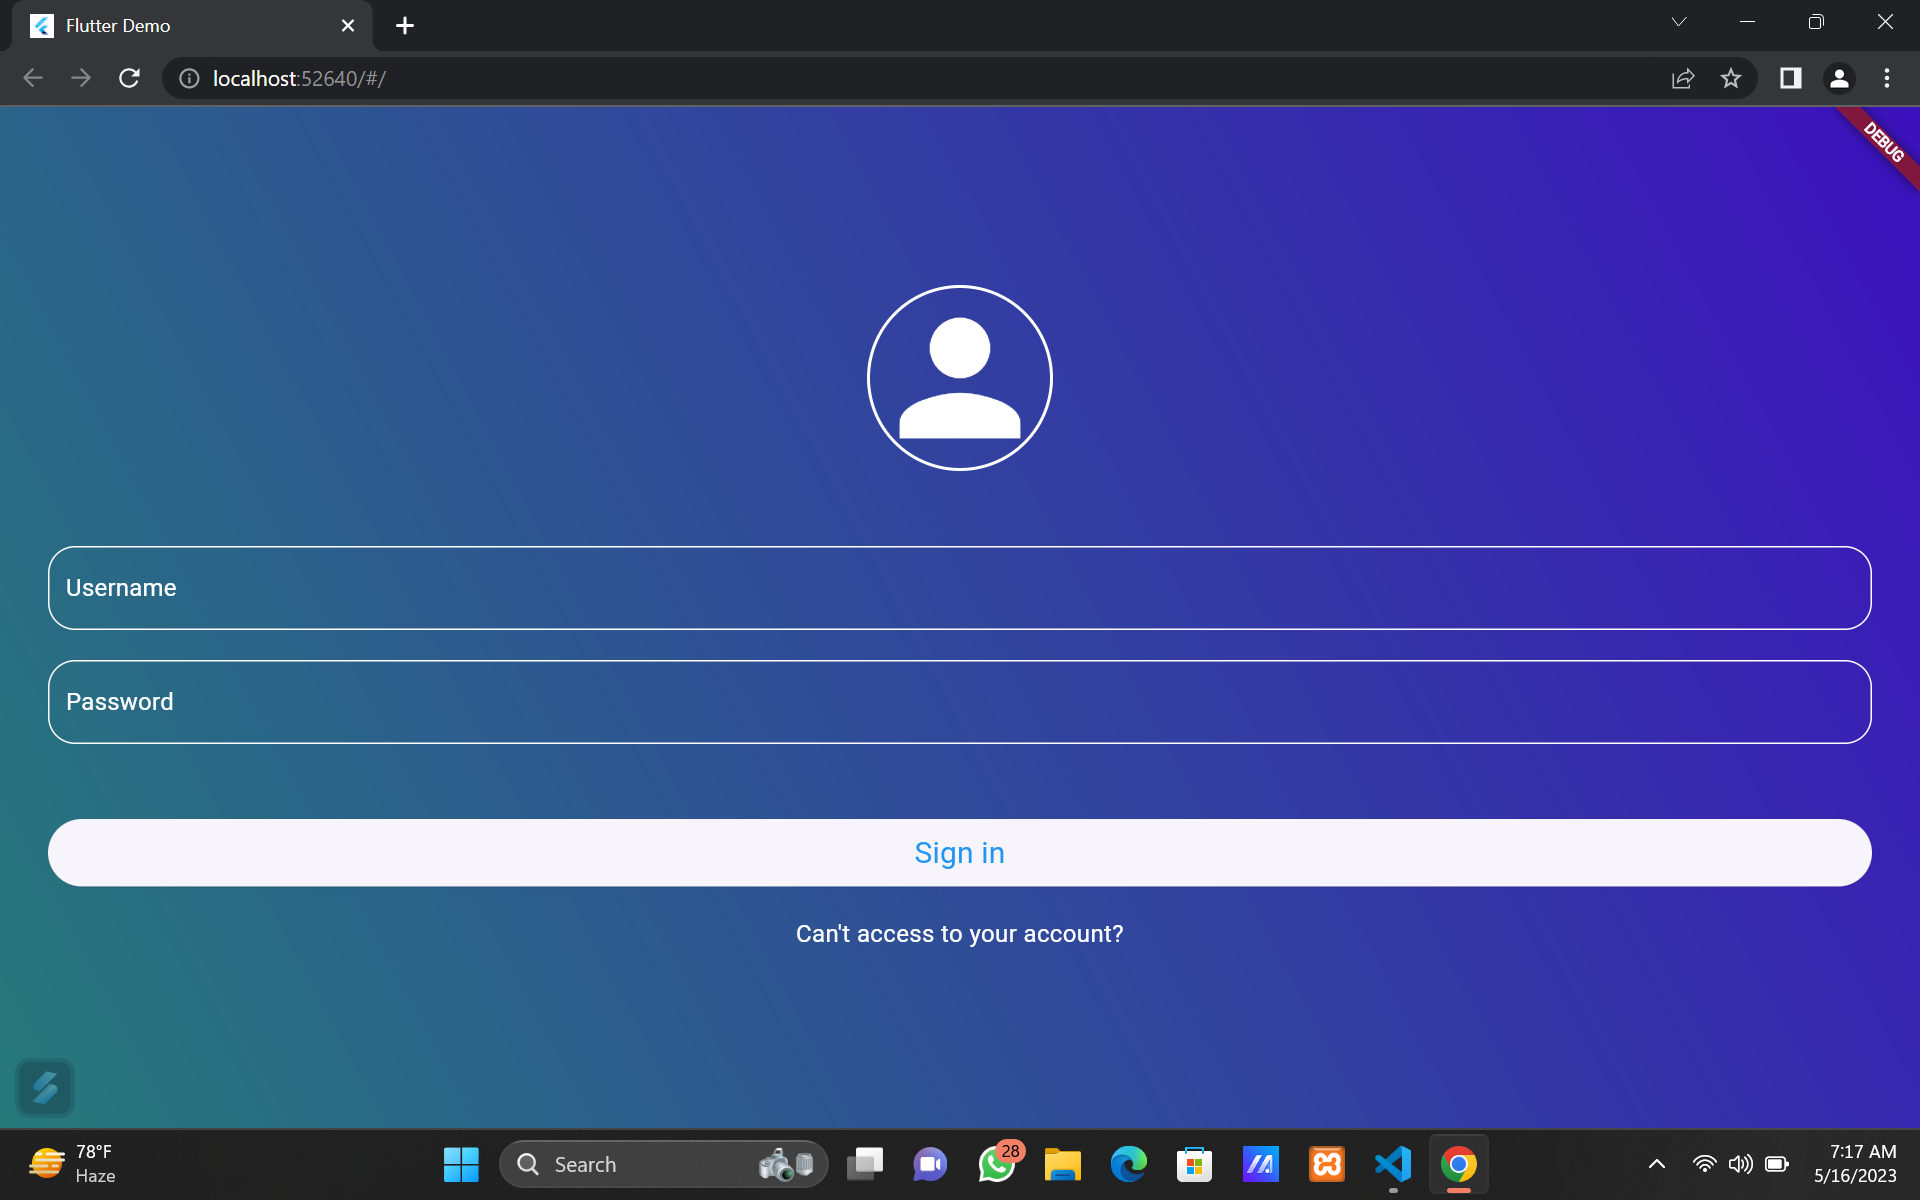 Flutter Demo
localhost:52640/#/
DEBUG
Username
Password
Sign in
Can't access to your account?
78°F
Haze
Search
28
7:17 AM
5/16/2023